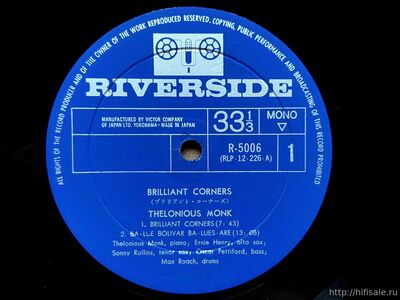 ALL RIGHTS OF THE RECORD PRODUCER AND OF THE OWNER OF THE WORK REPRODUCED RESERVED. COPYING, PUBLIC PERFORMANCE AND BROADCASTING OF THIS RECORD PROHIBITED
RIVERSIDE
MANUFACTURED BY VICTOR COMPANY
OF JAPAN LTD. YOKOHAMA-MADE IN JAPAN
33 1/3
MONO
R-5006
(RLP-12-226-A)
1
BRILLIANT CORNERS
(ブリリアント・コーナーズ)
THELONIOUS MONK
1. BRILLIANT CORNERS (7:43)
2. BA-LUE BOLIVAR BA-LUES-ARE (13:08)
Thelonious Monk, piano; Ernie Henry, alto sax;
Sonny Rollins, tenor sax; Oscar Pettiford, bass;
Max Roach, drums
http://hifisale.ru